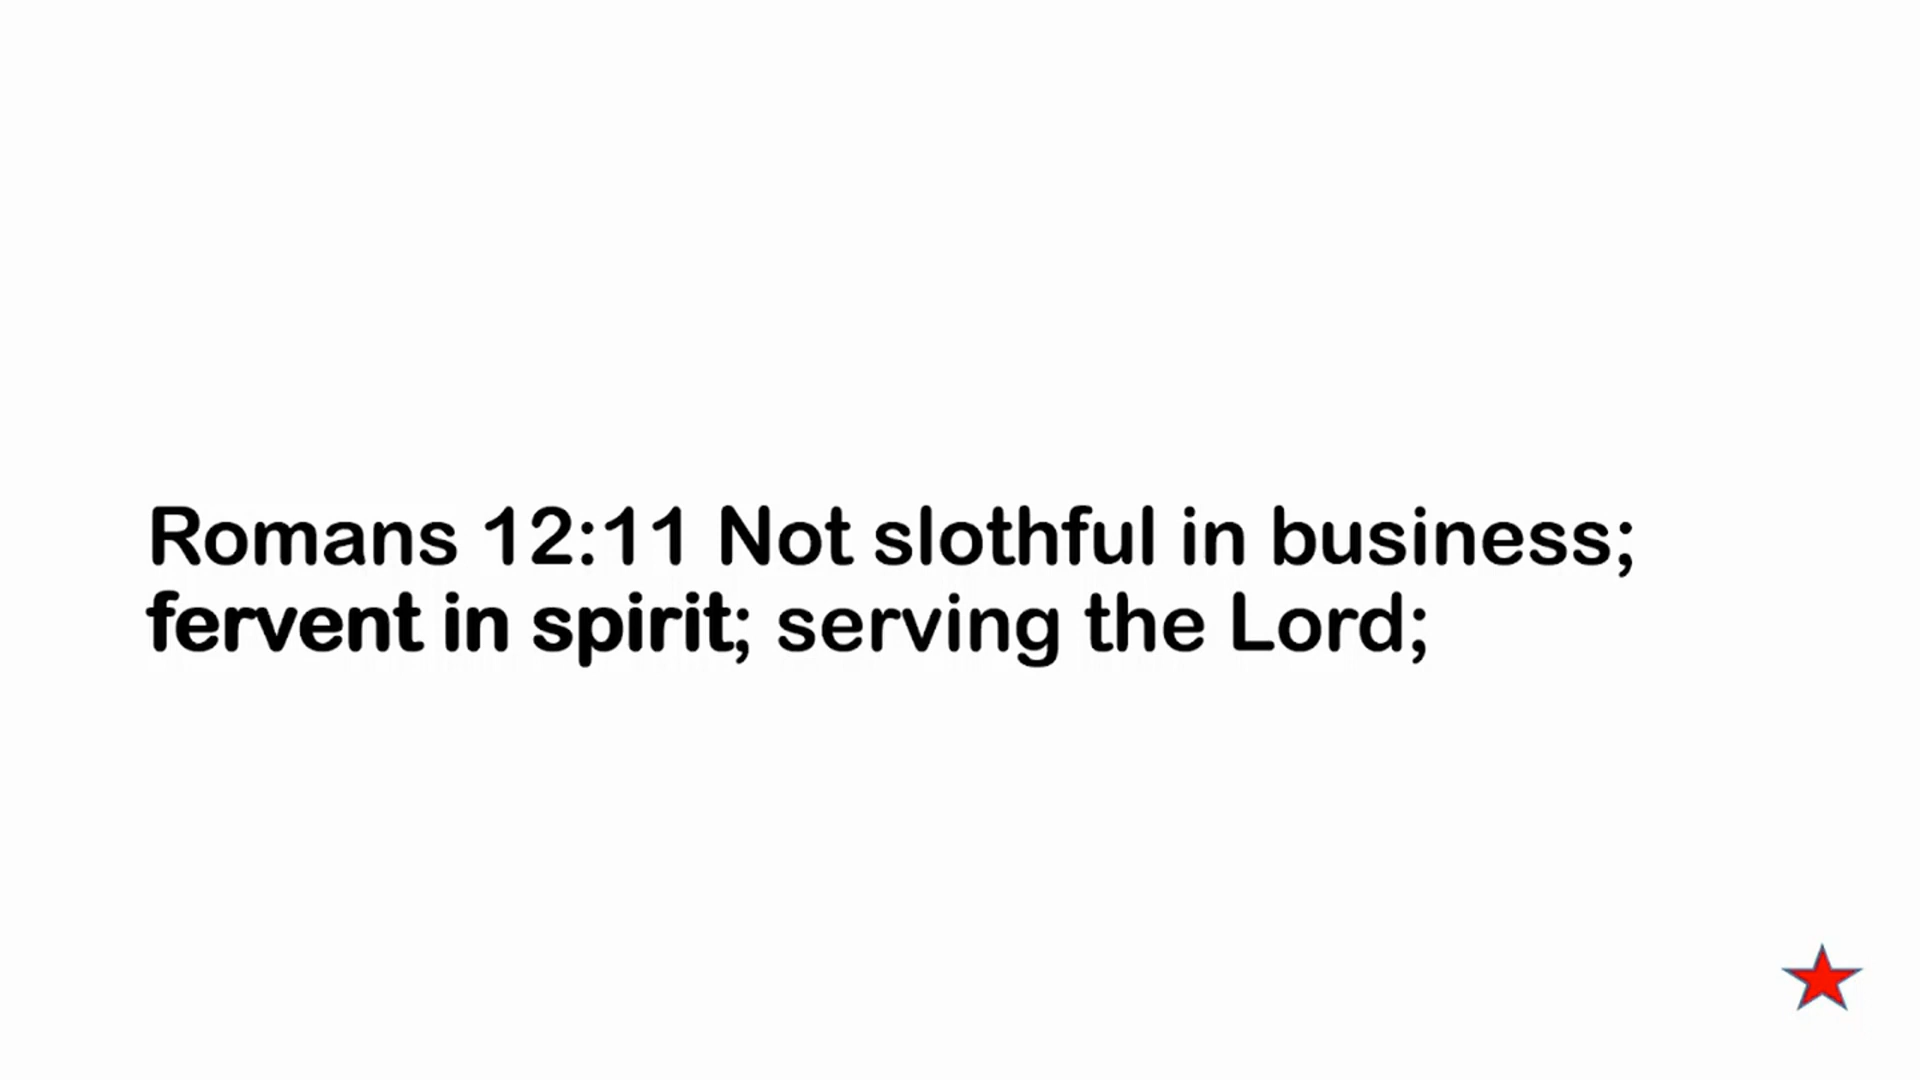 Romans 12:11 Not slothful in business;
fervent in spirit; serving the Lord;